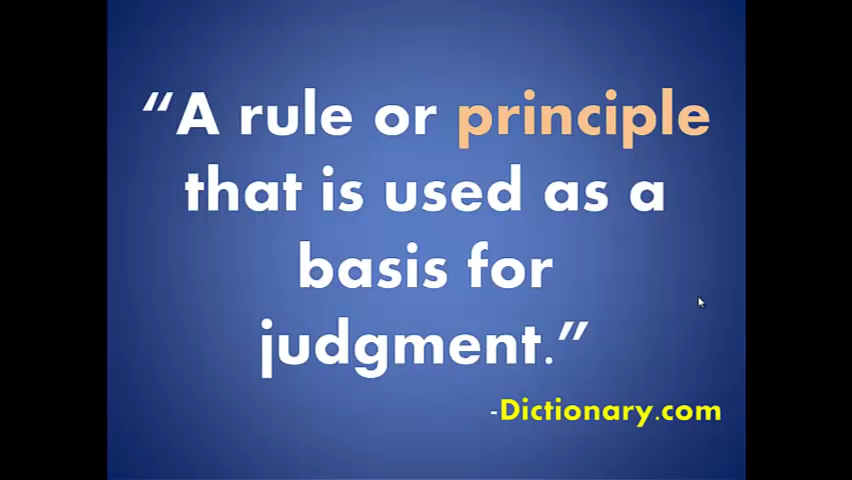 “A rule or principle
that is used as a
basis for
judgment.”
-Dictionary.com